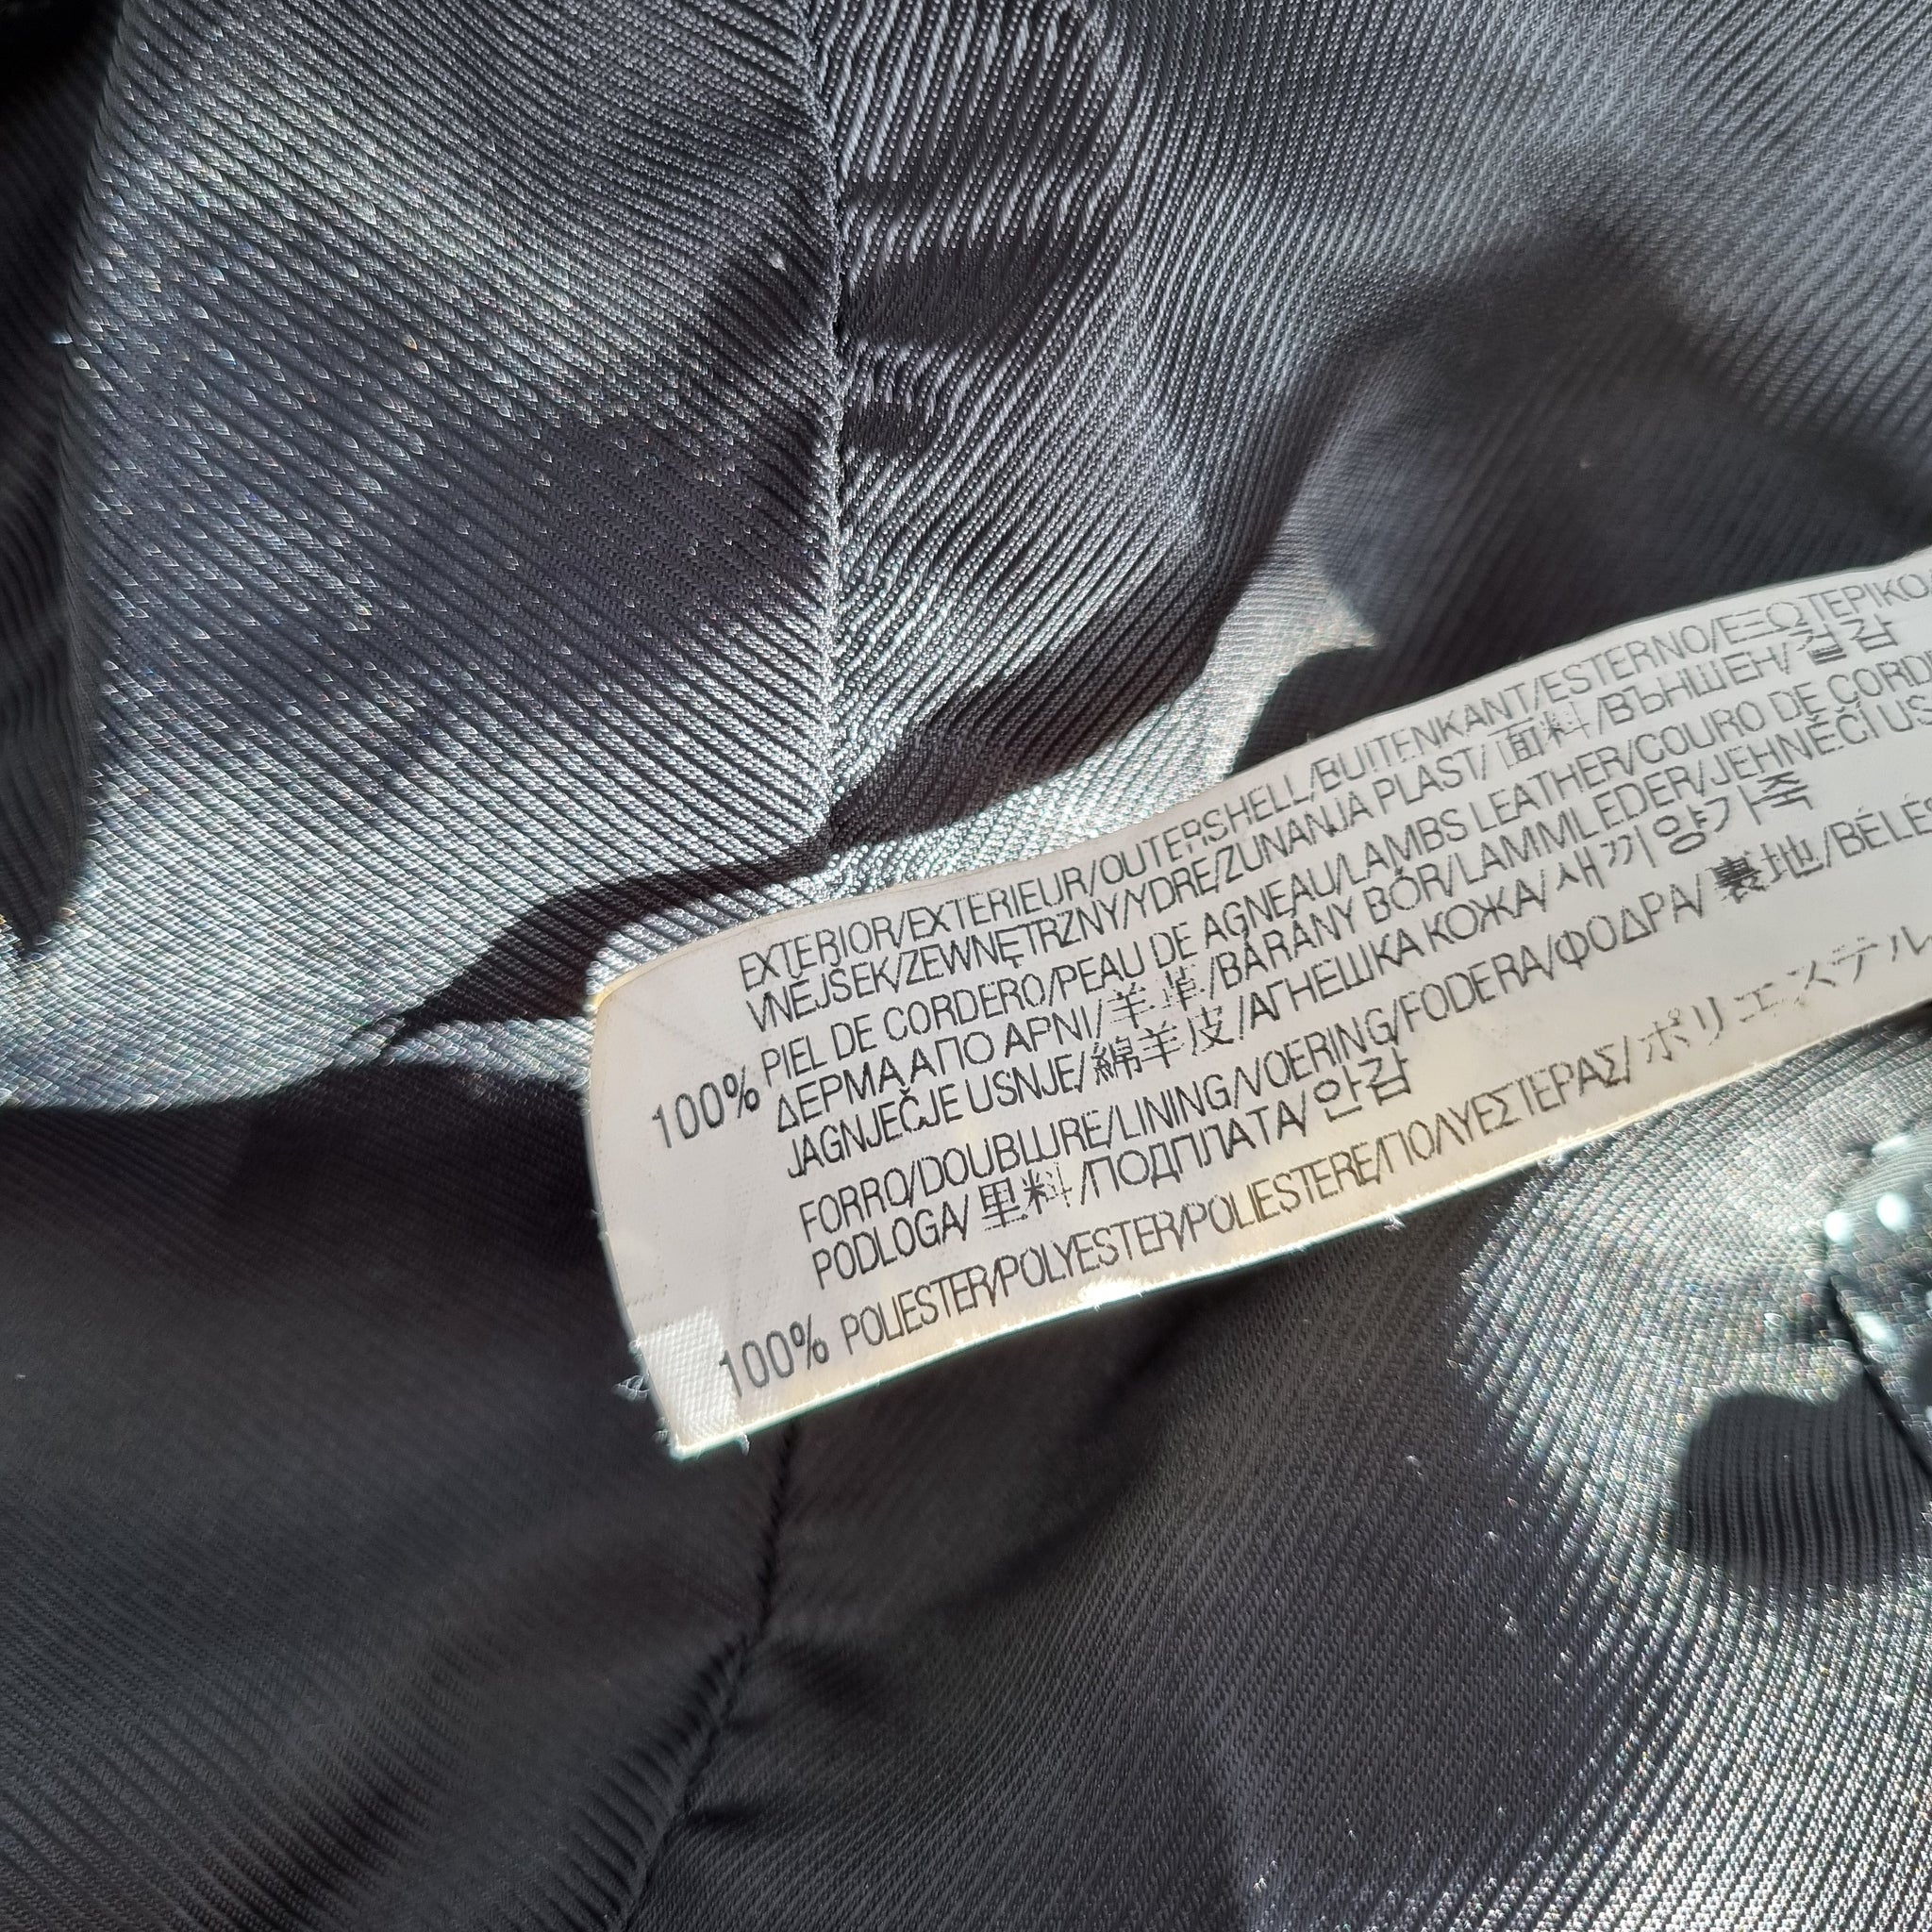 EXTERIOR/EXTERIEUR/OUTERSHELL/BUITENKANT/ESTERNO/ΕΞΩΤΕΡΙΚΟ
VNEJŠEK/ZEWNĘTRZNY/YDRE/ZUNANJA PLAST/面料/ВЪНШЕН/겉감
PIEL DE CORDERO/PEAU DE AGNEAU/LAMBS LEATHER/COURO DE CORDE
100% ΔΕΡΜΑ ΑΠΟ ΑΡΝΙ/羊革/BÁRÁNY BŐR/LAMMLEDER/JEHNĚČÍ US
JAGNJEČJE USNJE/綿羊皮/АГНЕШКА КОЖА/새끼양가죽
FORRO/DOUBLURE/LINING/VOERING/FODERA/ΦΟΔΡΑ/裏地/BÉLÉ
PODLOGA/里料/ПОДПЛАТА/안감
100% POLIESTER/POLYESTER/POLIESTERE/ΠΟΛΥΕΣΤΕΡΑΣ/ポリエステル